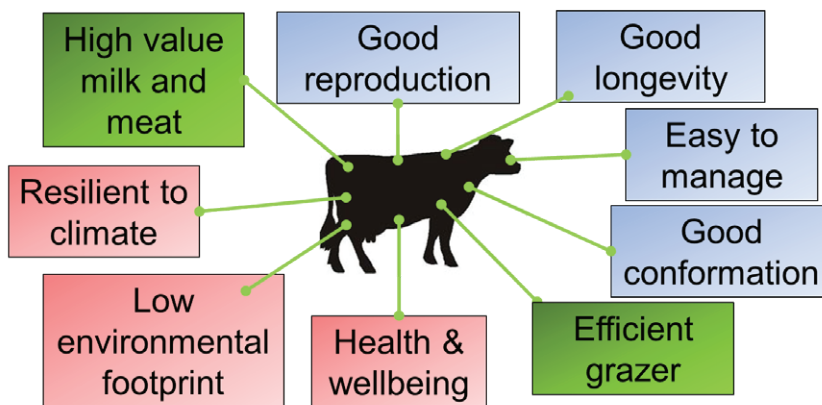 High value
milk and
meat
Good
reproduction
Good
longevity
Easy to
manage
Resilient to
climate
Good
conformation
Low
environmental
footprint
Health &
wellbeing
Efficient
grazer